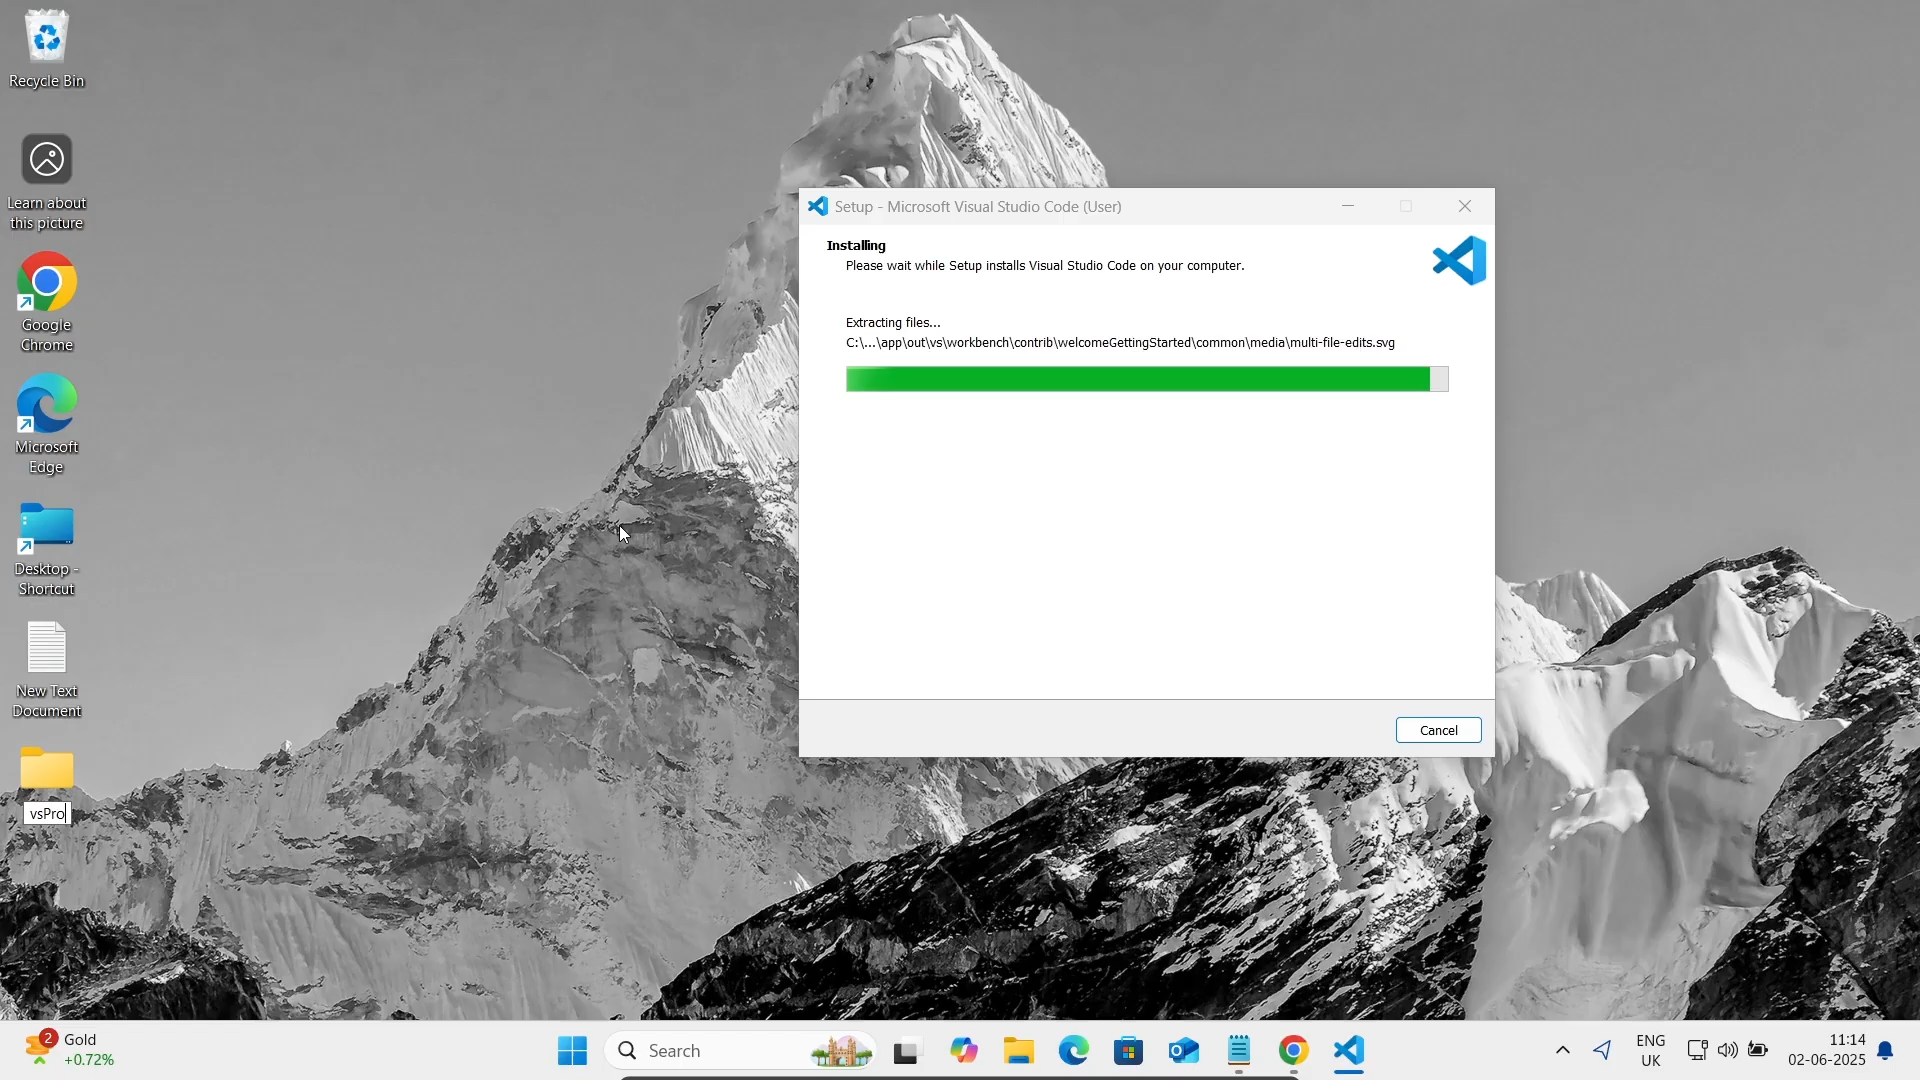 Recycle Bin
Learn about
this picture
Google
Chrome
Microsoft
Edge
Desktop -
Shortcut
New Text
Document
vsPro
Setup - Microsoft Visual Studio Code (User)
Installing
Please wait while Setup installs Visual Studio Code on your computer.
Extracting files...
C:\...\app\out\vs\workbench\contrib\welcomeGettingStarted\common\media\multi-file-edits.svg
Cancel
2
Gold
+0.72%
Search
ENG
UK
11:14
02-06-2025